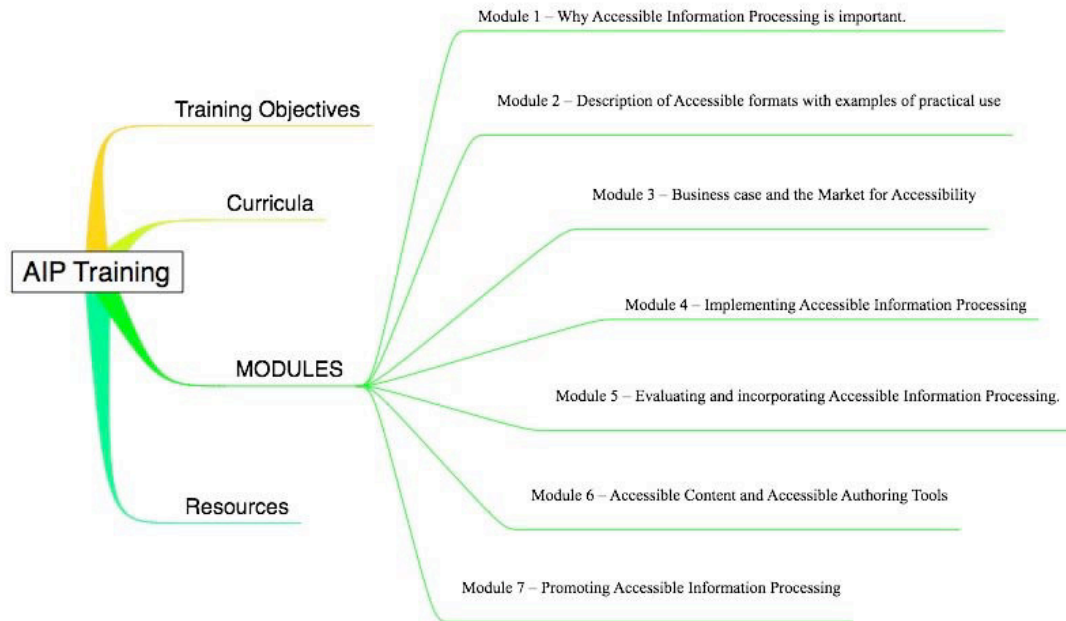 AIP Training
Training Objectives
Curricula
MODULES
Module 1 – Why Accessible Information Processing is important.
Module 2 – Description of Accessible formats with examples of practical use
Module 3 – Business case and the Market for Accessibility
Module 4 – Implementing Accessible Information Processing
Module 5 – Evaluating and incorporating Accessible Information Processing.
Module 6 – Accessible Content and Accessible Authoring Tools
Module 7 – Promoting Accessible Information Processing
Resources